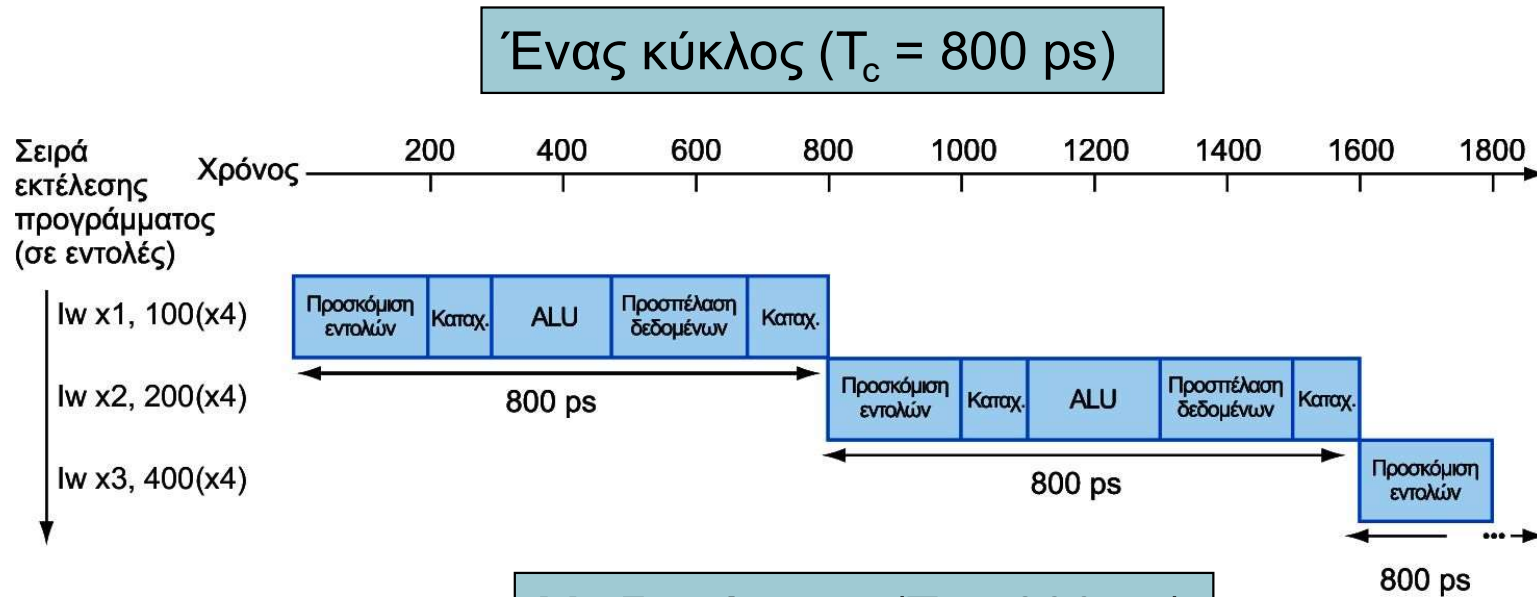 Ένας κύκλος (Tc = 800 ps)
Σειρά
εκτέλεσης
προγράμματος
(σε εντολές)
Χρόνος
200 400 600 800 1000 1200 1400 1600 1800
lw x1, 100(x4)
Προσκόμιση
εντολών
Καταχ.
ALU
Προσπέλαση
δεδομένων
Καταχ.
800 ps
lw x2, 200(x4)
Προσκόμιση
εντολών
Καταχ.
ALU
Προσπέλαση
δεδομένων
Καταχ.
800 ps
lw x3, 400(x4)
Προσκόμιση
εντολών
...
800 ps